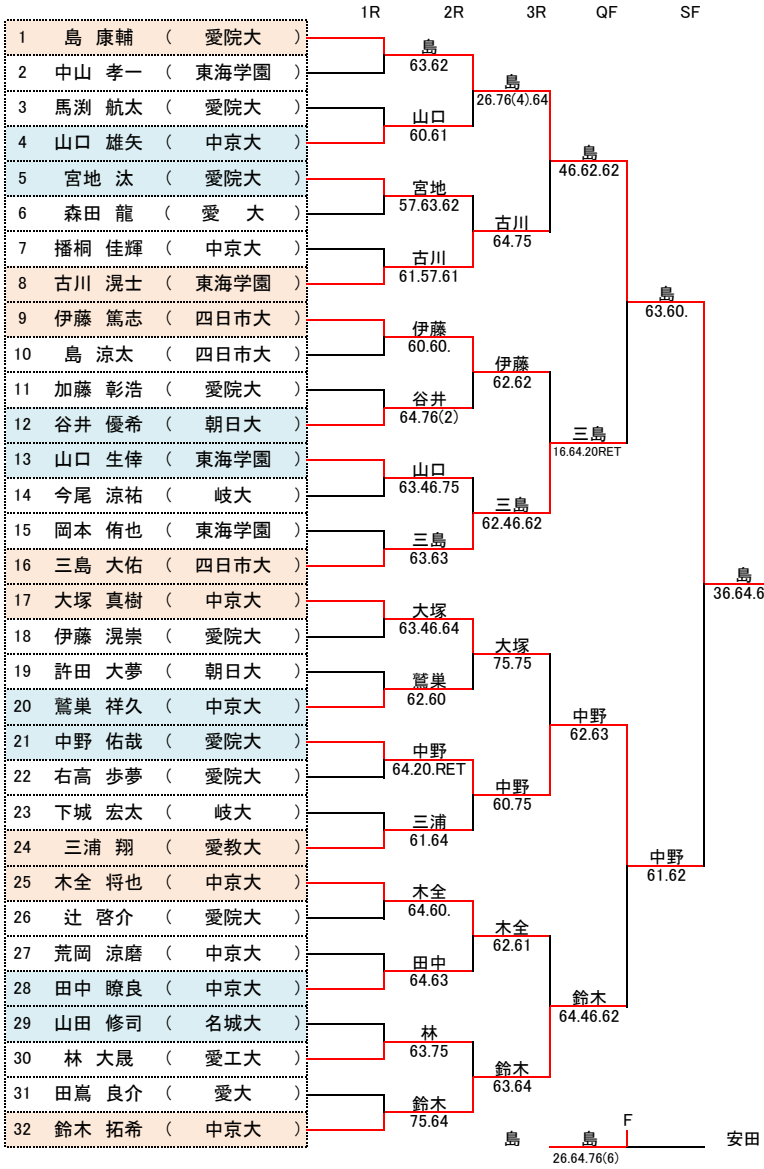 1R 2R 3R QF SF
1 島 康輔 （ 愛院大 ）
2 中山 孝一 （ 東海学園 ）
3 馬渕 航太 （ 愛院大 ）
4 山口 雄矢 （ 中京大 ）
5 宮地 汰 （ 愛院大 ）
6 森田 龍 （ 愛 大 ）
7 播桐 佳輝 （ 中京大 ）
8 古川 滉士 （ 東海学園 ）
9 伊藤 篤志 （ 四日市大 ）
10 島 涼太 （ 四日市大 ）
11 加藤 彰浩 （ 愛院大 ）
12 谷井 優希 （ 朝日大 ）
13 山口 生倖 （ 東海学園 ）
14 今尾 涼祐 （ 岐大 ）
15 岡本 侑也 （ 東海学園 ）
16 三島 大佑 （ 四日市大 ）
17 大塚 真樹 （ 中京大 ）
18 伊藤 滉崇 （ 愛院大 ）
19 許田 大夢 （ 朝日大 ）
20 鷲巣 祥久 （ 中京大 ）
21 中野 佑哉 （ 愛院大 ）
22 右高 歩夢 （ 愛院大 ）
23 下城 宏太 （ 岐大 ）
24 三浦 翔 （ 愛教大 ）
25 木全 将也 （ 中京大 ）
26 辻 啓介 （ 愛院大 ）
27 荒岡 涼磨 （ 中京大 ）
28 田中 瞭良 （ 中京大 ）
29 山田 修司 （ 名城大 ）
30 林 大晟 （ 愛工大 ）
31 田嶌 良介 （ 愛大 ）
32 鈴木 拓希 （ 中京大 ）
島
63.62
山口
60.61
宮地
57.63.62
古川
61.57.61
伊藤
60.60.
谷井
64.76(2)
山口
63.46.75
三島
63.63
大塚
63.46.64
鷲巣
62.60
中野
64.20.RET
三浦
61.64
木全
64.60.
田中
64.63
林
63.75
鈴木
75.64
島
26.76(4).64
古川
64.75
伊藤
62.62
三島
62.46.62
大塚
75.75
中野
60.75
木全
62.61
鈴木
63.64
島
46.62.62
三島
16.64.20RET
中野
62.63
鈴木
64.46.62
島
63.60.
中野
61.62
島
36.64.6
F
島 島 安田
26.64.76(6)